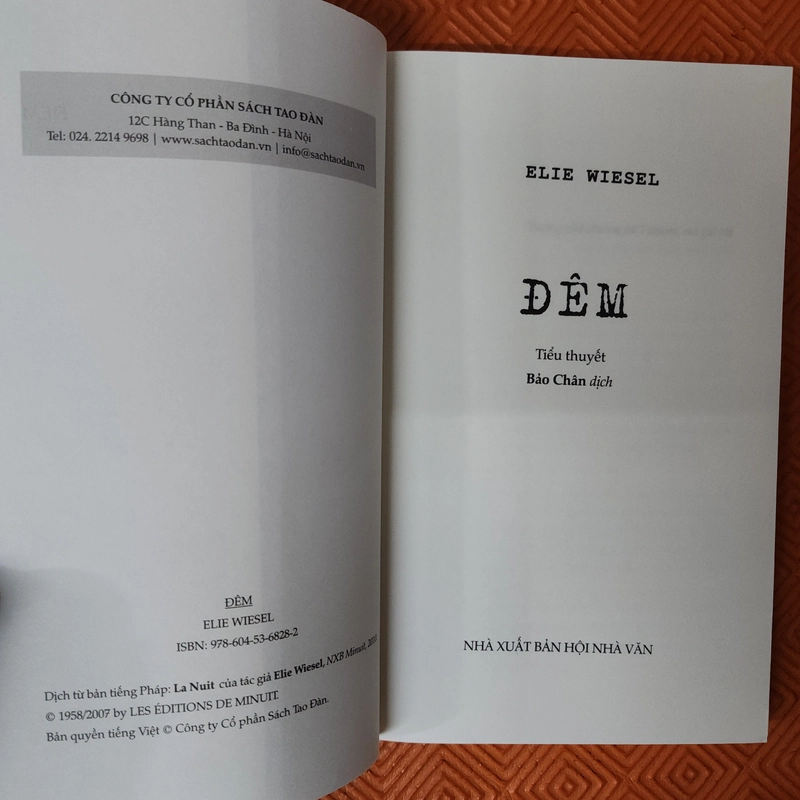 CÔNG TY CỔ PHẦN SÁCH TAO ĐÀN
12C Hàng Than - Ba Đình - Hà Nội
Tel: 024. 2214 9698 | www.sachtaodan.vn | info@sachtaodan.vn
ĐÊM
ELIE WIESEL
ISBN: 978-604-53-6828-2
Dịch từ bản tiếng Pháp: La Nuit của tác giả Elie Wiesel, NXB Minuit,
© 1958/2007 by LES ÉDITIONS DE MINUIT.
Bản quyền tiếng Việt © Công ty Cổ Phần Sách Tao Đàn.
ELIE WIESEL
ĐÊM
Tiểu thuyết
Bảo Chân dịch
NHÀ XUẤT BẢN HỘI NHÀ VĂN